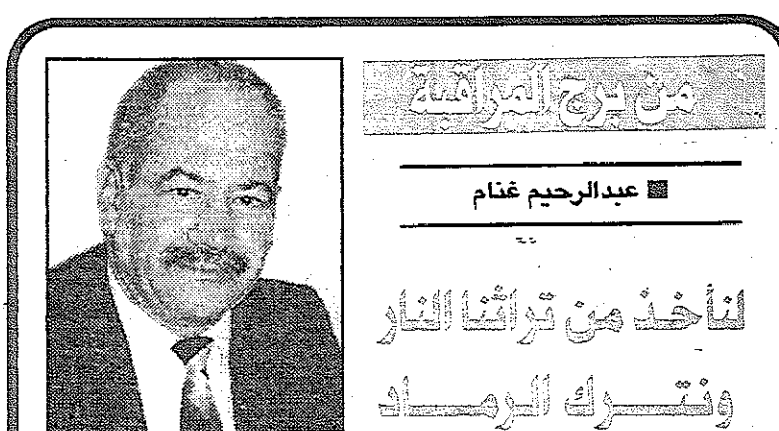 من برج المراقبة
عبدالرحيم غنام
لنأخذ من تراثنا النار
ونترك الرماد